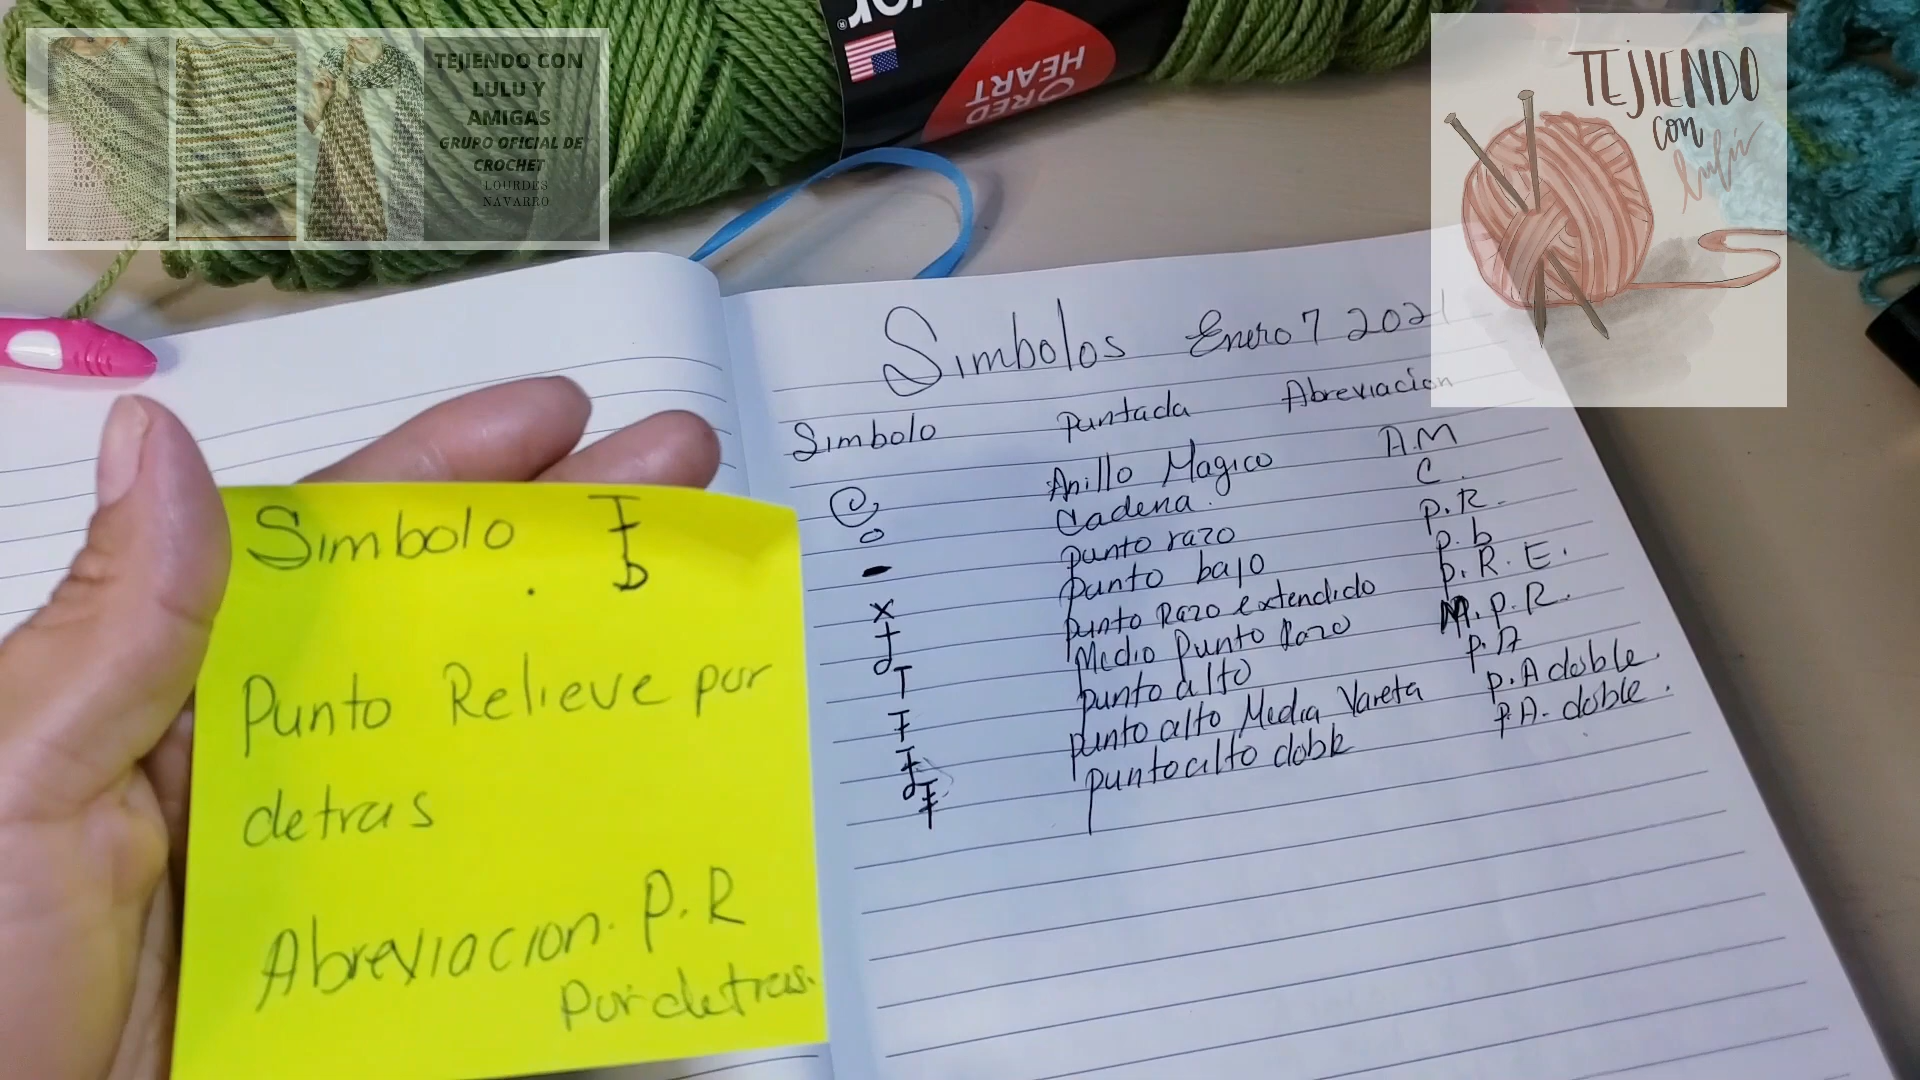 TEJIENDO CON
LULU Y
AMIGAS
GRUPO OFICIAL DE
CROCHET
LOURDES
NAVARRO
RED
HEART
TEJIENDO
con
lulú
Simbolos Enero 7 2021
Simbolo Puntada Abreviacion
Anillo Magico A.M
Cadena. C.
punto razo p.R.
punto bajo p.b
punto Razo extendido p.R.E.
Medio Punto Razo M.p.R.
punto alto p.A
punto alto Media Vareta p.A doble.
punto alto doble p.A. doble.
Simbolo.
Punto Relieve por
detras
Abreviacion. P.R
por detras.